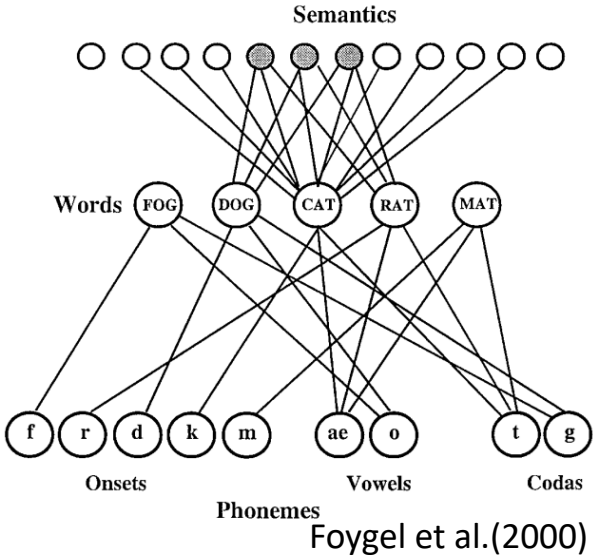 Semantics
Words FOG DOG CAT RAT MAT
f r d k m ae o t g
Onsets Vowels Codas
Phonemes
Foygel et al.(2000)